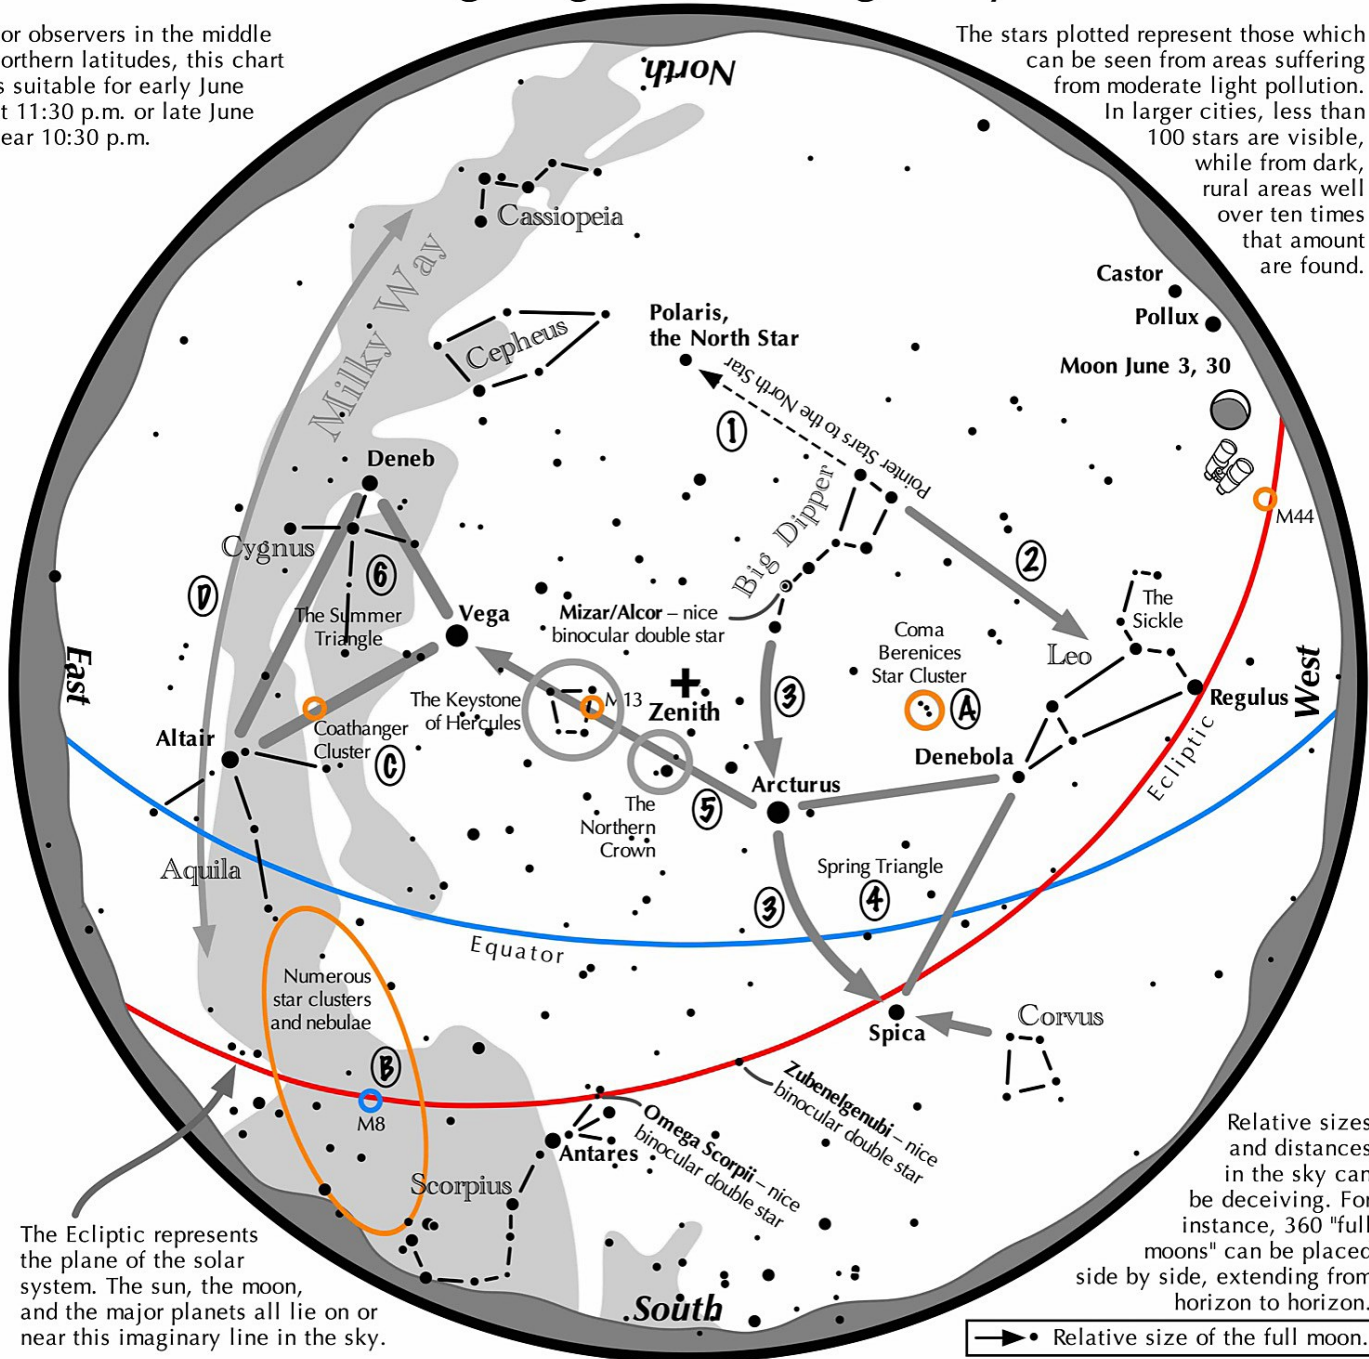 or observers in the middle
orthern latitudes, this chart
s suitable for early June
t 11:30 p.m. or late June
ear 10:30 p.m.
The stars plotted represent those which
can be seen from areas suffering
from moderate light pollution.
In larger cities, less than
100 stars are visible,
while from dark,
rural areas well
over ten times
that amount
are found.
North
Cassiopeia
Milky Way
Cepheus
Polaris,
the North Star
Castor
Pollux
Moon June 3, 30
Pointer Stars to the North Star
1
Deneb
Big Dipper
M44
Cygnus
2
6
D
The Summer
Triangle
Vega
Mizar/Alcor – nice
binocular double star
The
Sickle
Coma
Berenices
Star Cluster
Leo
East
West
The Keystone
of Hercules
M13
Zenith
3
A
Regulus
Coathanger
Cluster
C
Altair
Denebola
Ecliptic
Arcturus
The
Northern
Crown
5
Aquila
Spring Triangle
4
3
Equator
Numerous
star clusters
and nebulae
Spica
Corvus
B
M8
Zubenelgenubi – nice
binocular double star
Omega Scorpii – nice
binocular double star
Antares
Scorpius
The Ecliptic represents
the plane of the solar
system. The sun, the moon,
and the major planets all lie on or
near this imaginary line in the sky.
South
Relative sizes
and distances
in the sky can
be deceiving. For
instance, 360 "full
moons" can be placed
side by side, extending from
horizon to horizon.
Relative size of the full moon.